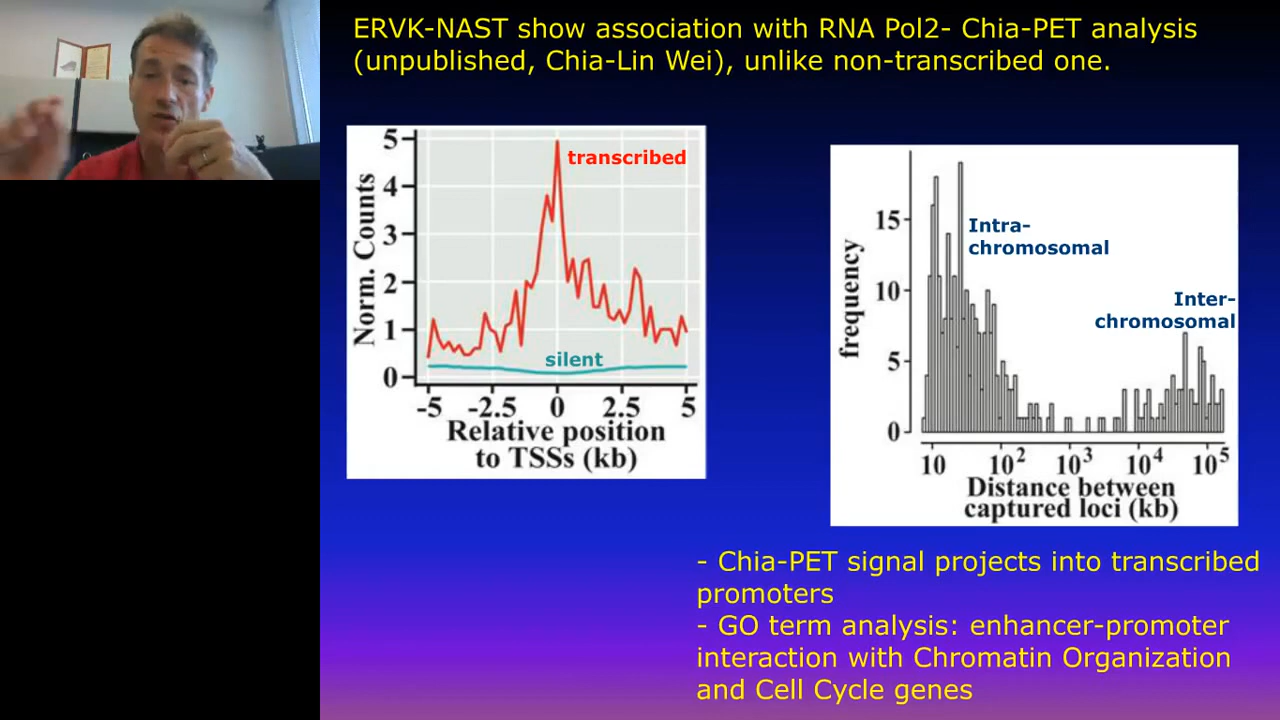 ERVK-NAST show association with RNA Pol2- Chia-PET analysis
(unpublished, Chia-Lin Wei), unlike non-transcribed one.
5
4
3
2
1
0
Norm. Counts
transcribed
silent
-5 -2.5 0 2.5 5
Relative position
to TSSs (kb)
15
10
5
0
frequency
Intra-
chromosomal
Inter-
chromosomal
10 10² 10³ 10⁴ 10⁵
Distance between
captured loci (kb)
- Chia-PET signal projects into transcribed
promoters
- GO term analysis: enhancer-promoter
interaction with Chromatin Organization
and Cell Cycle genes